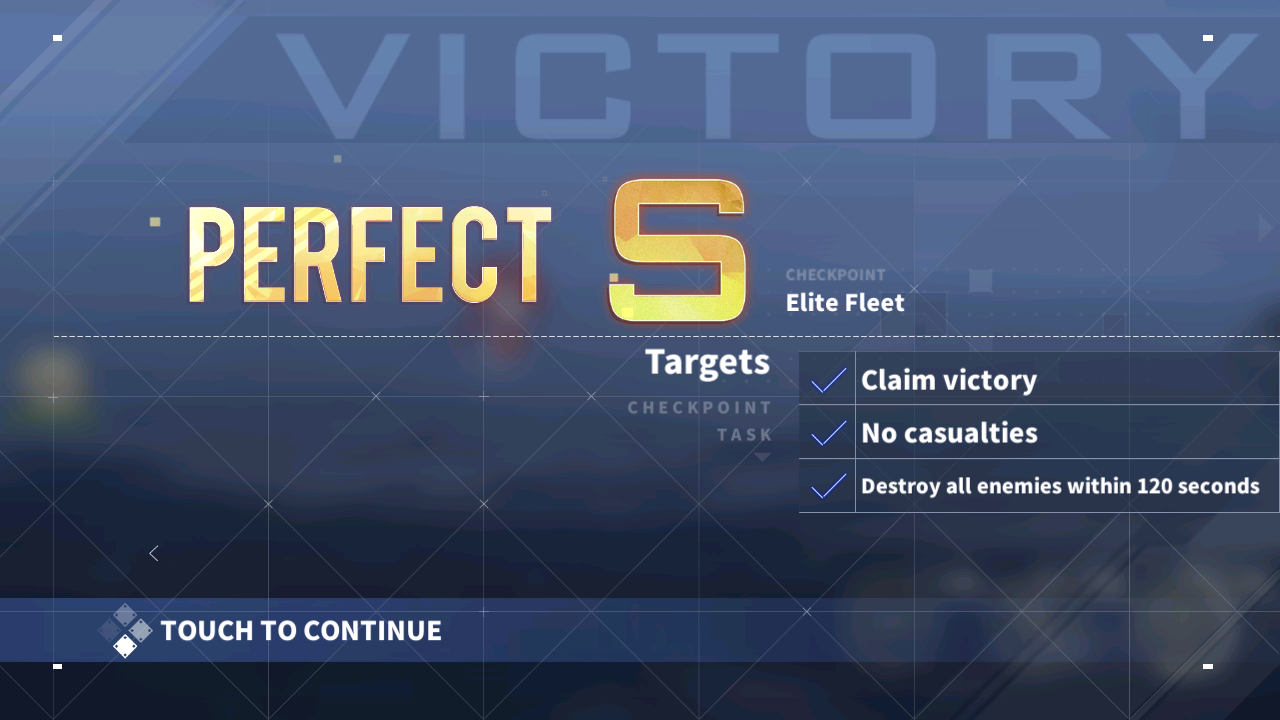 VICTORY
PERFECT S
CHECKPOINT
Elite Fleet
Targets
CHECKPOINT
TASK
Claim victory
No casualties
Destroy all enemies within 120 seconds
TOUCH TO CONTINUE